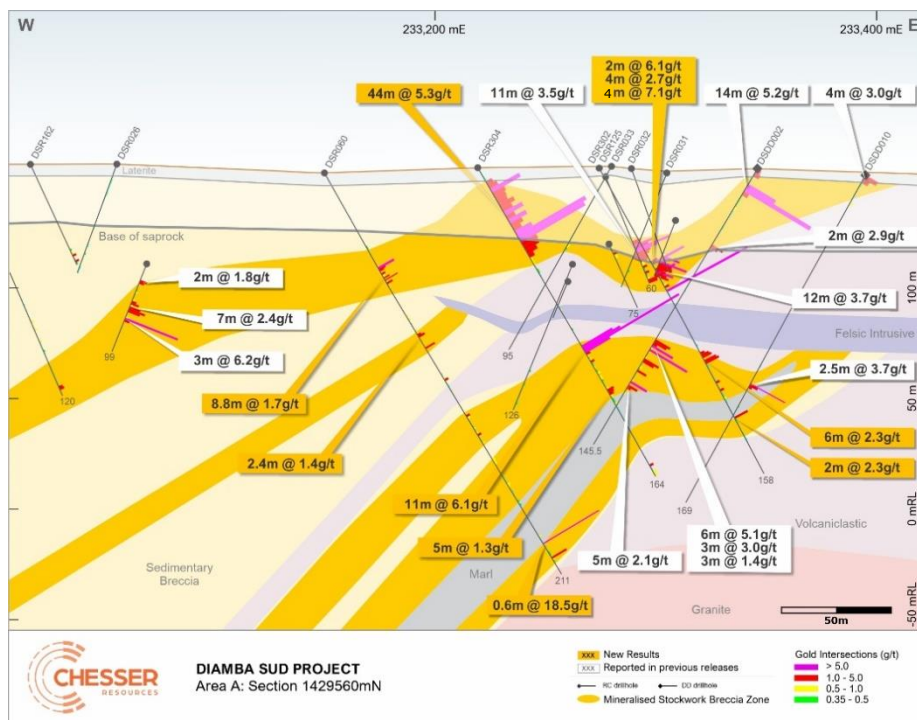 W
233,200 mE
233,400 mE
E
2m @ 6.1g/t
4m @ 2.7g/t
4m @ 7.1g/t
44m @ 5.3g/t
11m @ 3.5g/t
14m @ 5.2g/t
4m @ 3.0g/t
DSR162
DSR026
DSR060
DSR304
DSR302
DSR125
DSR033
DSR032
DSR031
DSDD002
DSDD010
Laterite
Base of saprock
2m @ 2.9g/t
2m @ 1.8g/t
60
100 m
12m @ 3.7g/t
7m @ 2.4g/t
75
Felsic Intrusive
3m @ 6.2g/t
99
95
2.5m @ 3.7g/t
120
8.8m @ 1.7g/t
126
50 m
6m @ 2.3g/t
145.5
2.4m @ 1.4g/t
164
158
2m @ 2.3g/t
11m @ 6.1g/t
169
0 mRL
Volcaniclastic
5m @ 1.3g/t
5m @ 2.1g/t
6m @ 5.1g/t
3m @ 3.0g/t
3m @ 1.4g/t
Sedimentary
Breccia
Marl
211
0.6m @ 18.5g/t
Granite
50m
-50 mRL
CHESSER
RESOURCES
DIAMBA SUD PROJECT
Area A: Section 1429560mN
XXX New Results
XXX Reported in previous releases
RC drillhole
DD drillhole
Mineralised Stockwork Breccia Zone
Gold Intersections (g/t)
> 5.0
1.0 - 5.0
0.5 - 1.0
0.35 - 0.5